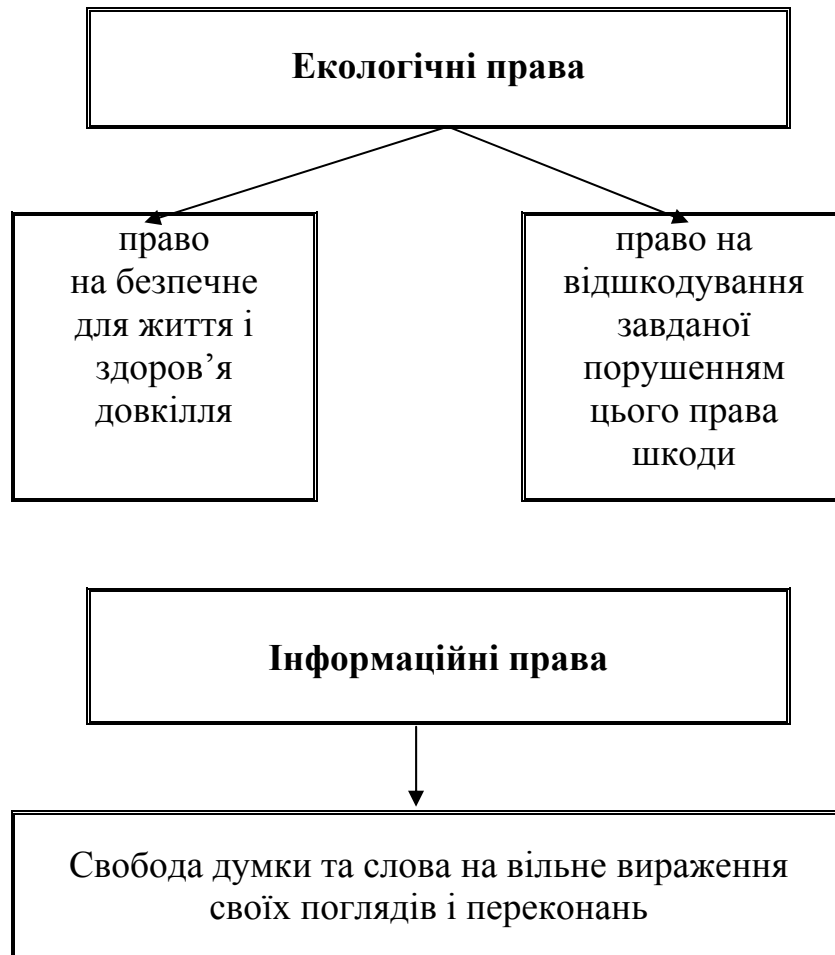 Екологічні права
право
на безпечне
для життя і
здоров’я
довкілля
право на
відшкодування
завданої
порушенням
цього права
шкоди
Інформаційні права
Свобода думки та слова на вільне вираження
своїх поглядів і переконань